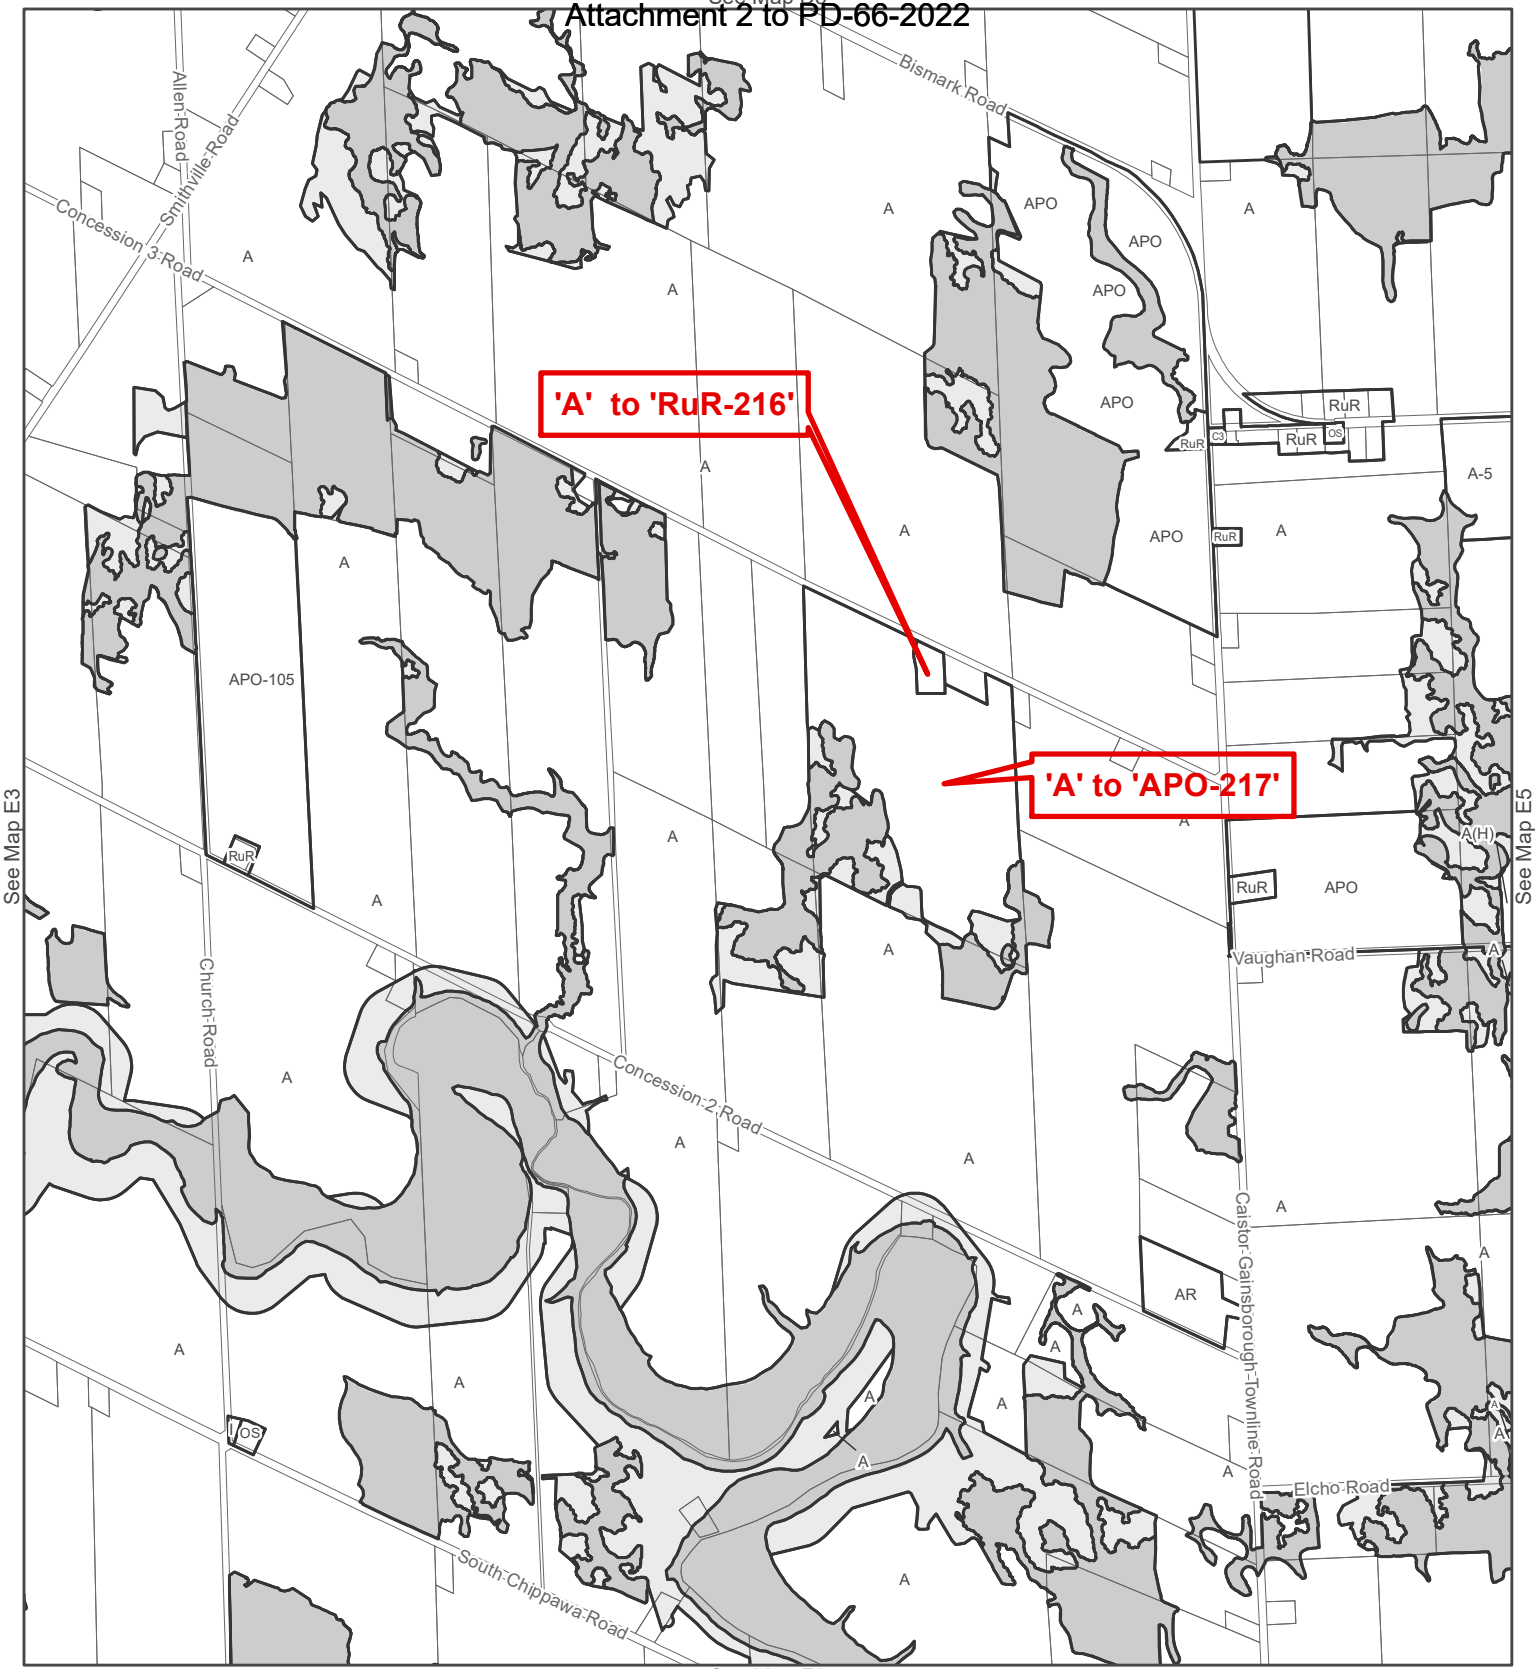 Attachment 2 to PD-66-2022
Bismark Road
Allen Road
Smithville Road
Concession 3 Road
A
A
A
A
APO
APO
APO
APO
'A' to 'RuR-216'
RuR
RuR
C3
I
RuR
OS
A
A-5
A
APO
RuR
A
A
APO-105
'A' to 'APO-217'
A
See Map E3
See Map E5
A
A(H)
RuR
RuR
APO
A
A
A
Vaughan Road
Church Road
A
Concession 2 Road
A
A
Caistor-Gainsborough Townline Road
A
A
AR
A
A
A
A
A
A
A
A
I
OS
A
A
A
Elcho Road
South Chippawa Road
A